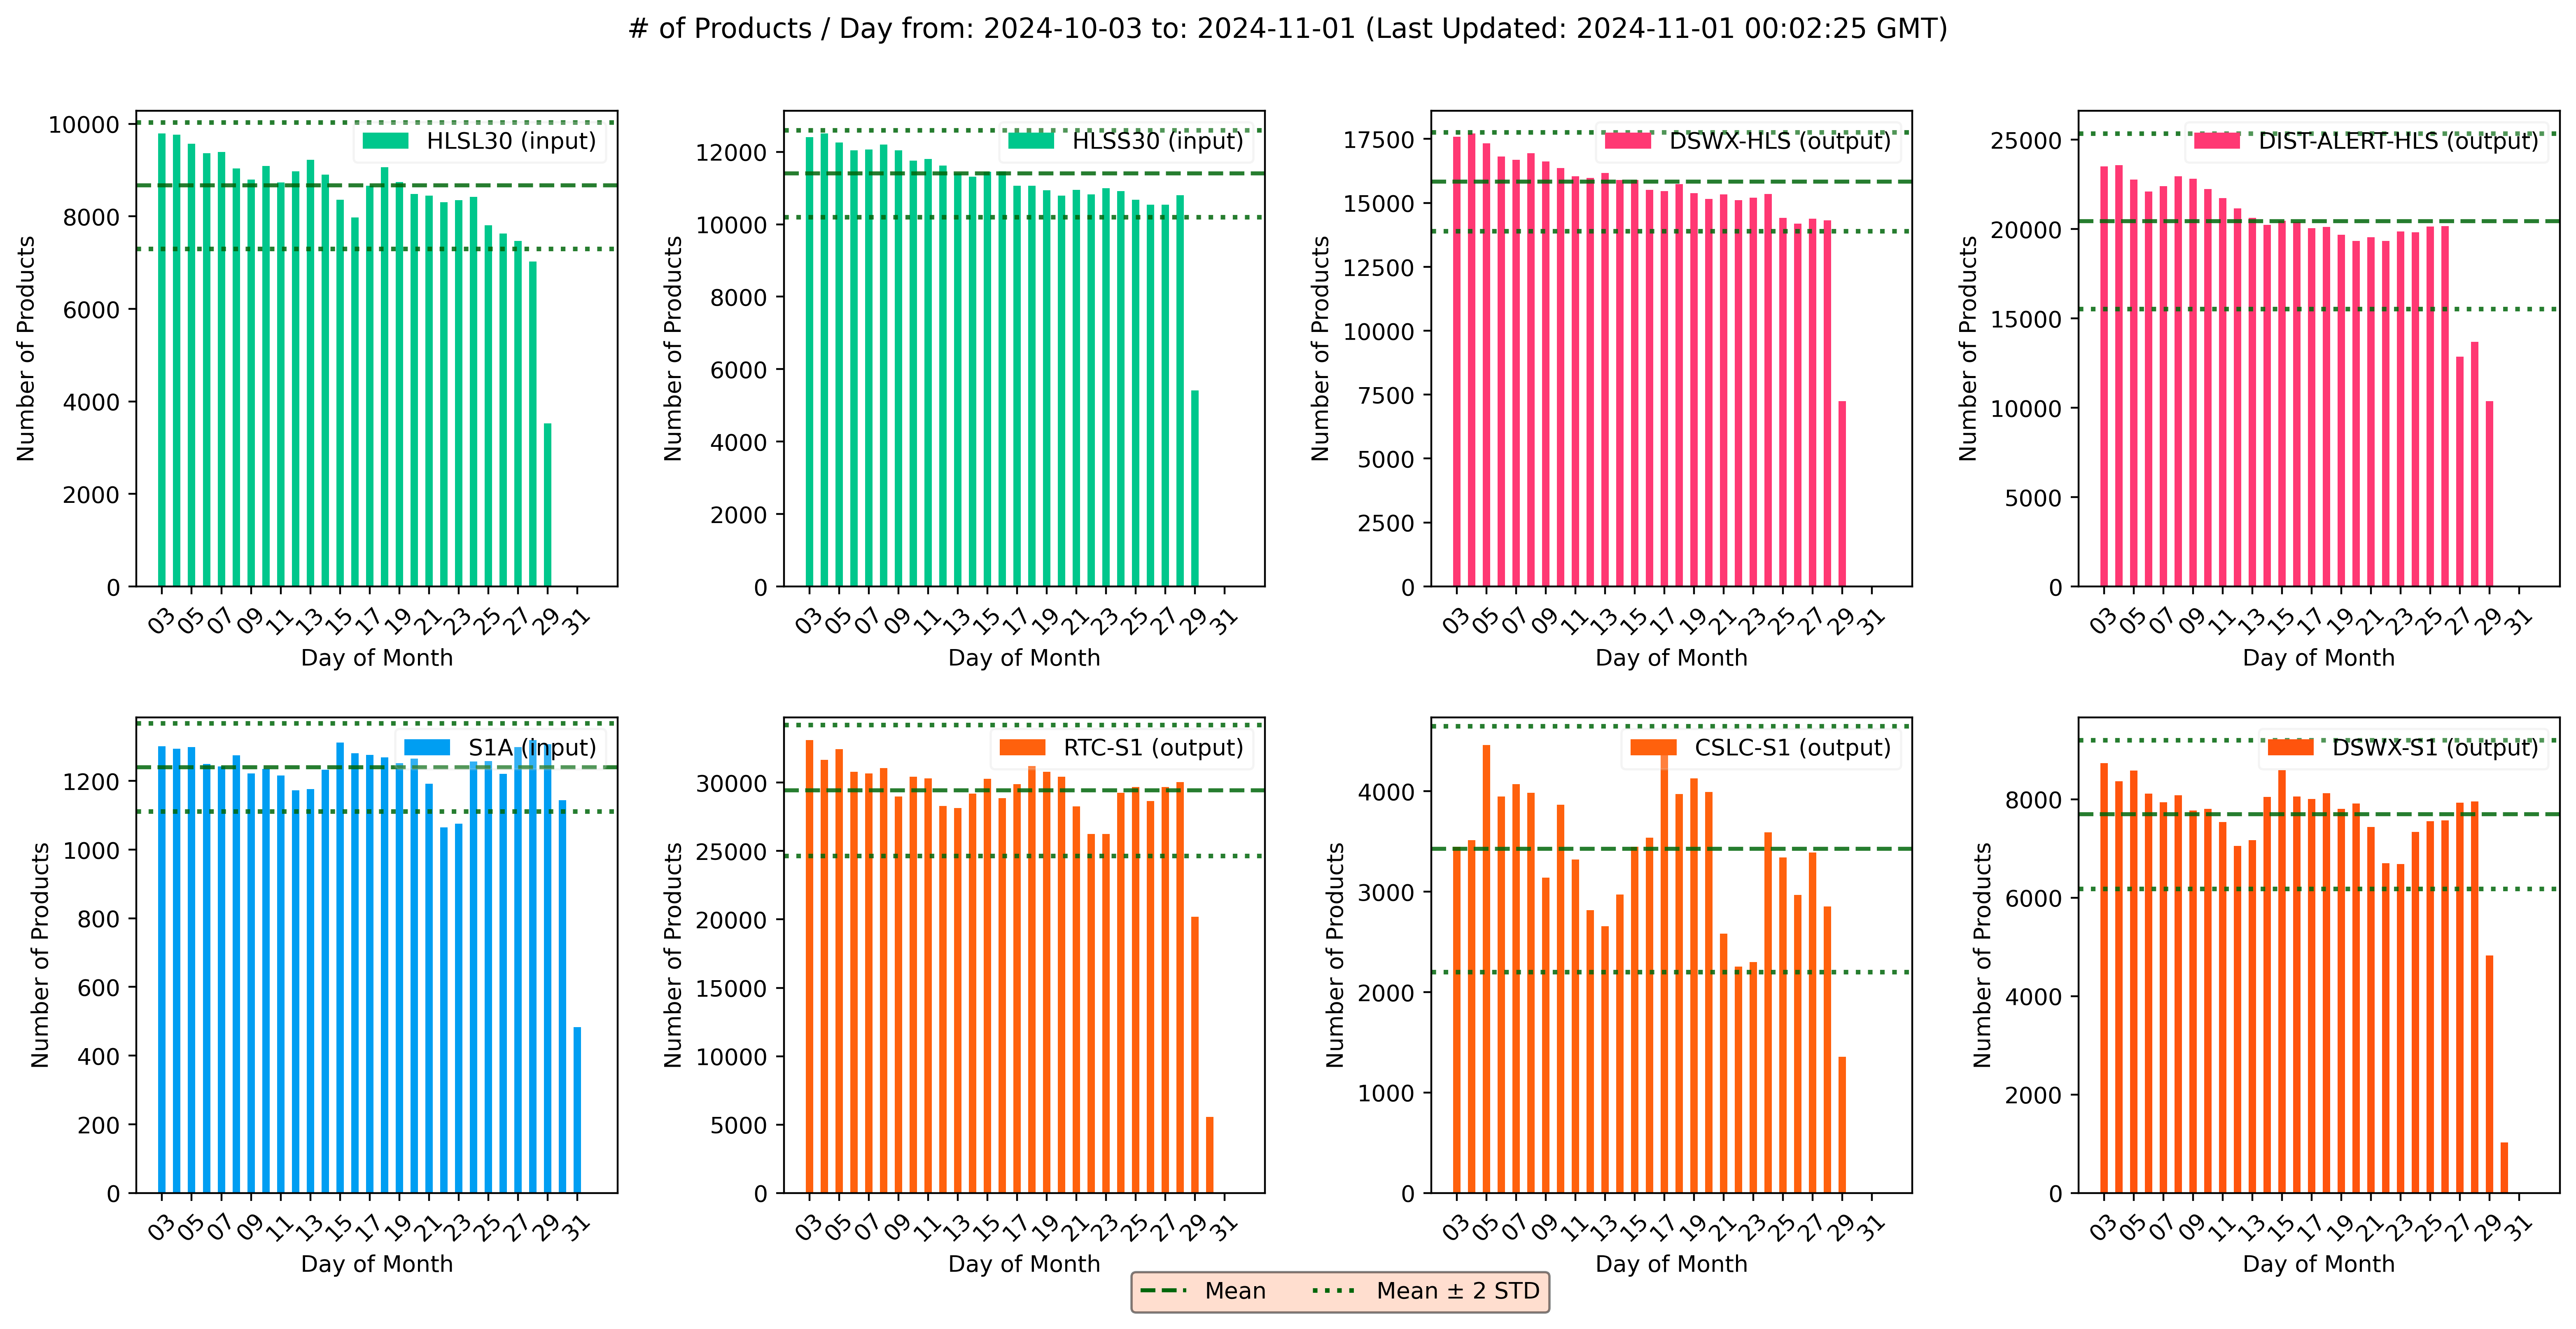 # of Products / Day from: 2024-10-03 to: 2024-11-01 (Last Updated: 2024-11-01 00:02:25 GMT)
HLSL30 (input)
Number of Products
10000
8000
6000
4000
2000
0
03 05 07 09 11 13 15 17 19 21 23 25 27 29 31
Day of Month
HLSS30 (input)
Number of Products
12000
10000
8000
6000
4000
2000
0
03 05 07 09 11 13 15 17 19 21 23 25 27 29 31
Day of Month
DSWX-HLS (output)
Number of Products
17500
15000
12500
10000
7500
5000
2500
0
03 05 07 09 11 13 15 17 19 21 23 25 27 29 31
Day of Month
DIST-ALERT-HLS (output)
Number of Products
25000
20000
15000
10000
5000
0
03 05 07 09 11 13 15 17 19 21 23 25 27 29 31
Day of Month
S1A (input)
Number of Products
1200
1000
800
600
400
200
0
03 05 07 09 11 13 15 17 19 21 23 25 27 29 31
Day of Month
RTC-S1 (output)
Number of Products
30000
25000
20000
15000
10000
5000
0
03 05 07 09 11 13 15 17 19 21 23 25 27 29 31
Day of Month
CSLC-S1 (output)
Number of Products
4000
3000
2000
1000
0
03 05 07 09 11 13 15 17 19 21 23 25 27 29 31
Day of Month
DSWX-S1 (output)
Number of Products
8000
6000
4000
2000
0
03 05 07 09 11 13 15 17 19 21 23 25 27 29 31
Day of Month
Mean
Mean ± 2 STD